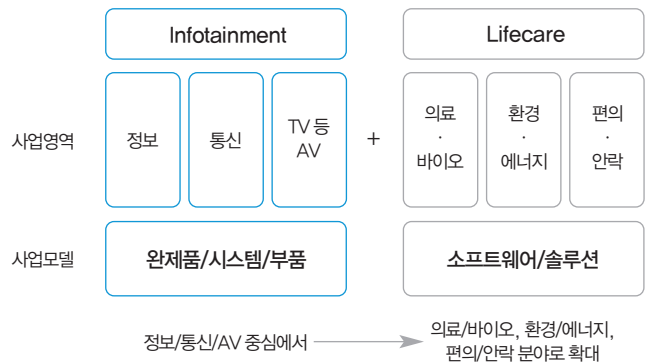 Infotainment
Lifecare
사업영역
정보
통신
TV 등
AV
+
의료
·
바이오
환경
·
에너지
편의
·
안락
사업모델
완제품/시스템/부품
소프트웨어/솔루션
정보/통신/AV 중심에서
의료/바이오, 환경/에너지,
편의/안락 분야로 확대